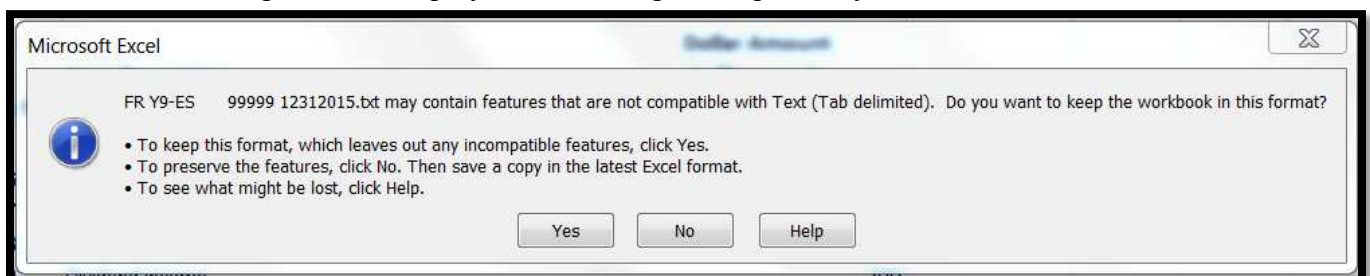 Microsoft Excel
Dollar Amount
FR Y9-ES 99999 12312015.txt may contain features that are not compatible with Text (Tab delimited). Do you want to keep the workbook in this format?
• To keep this format, which leaves out any incompatible features, click Yes.
• To preserve the features, click No. Then save a copy in the latest Excel format.
• To see what might be lost, click Help.
Yes No Help